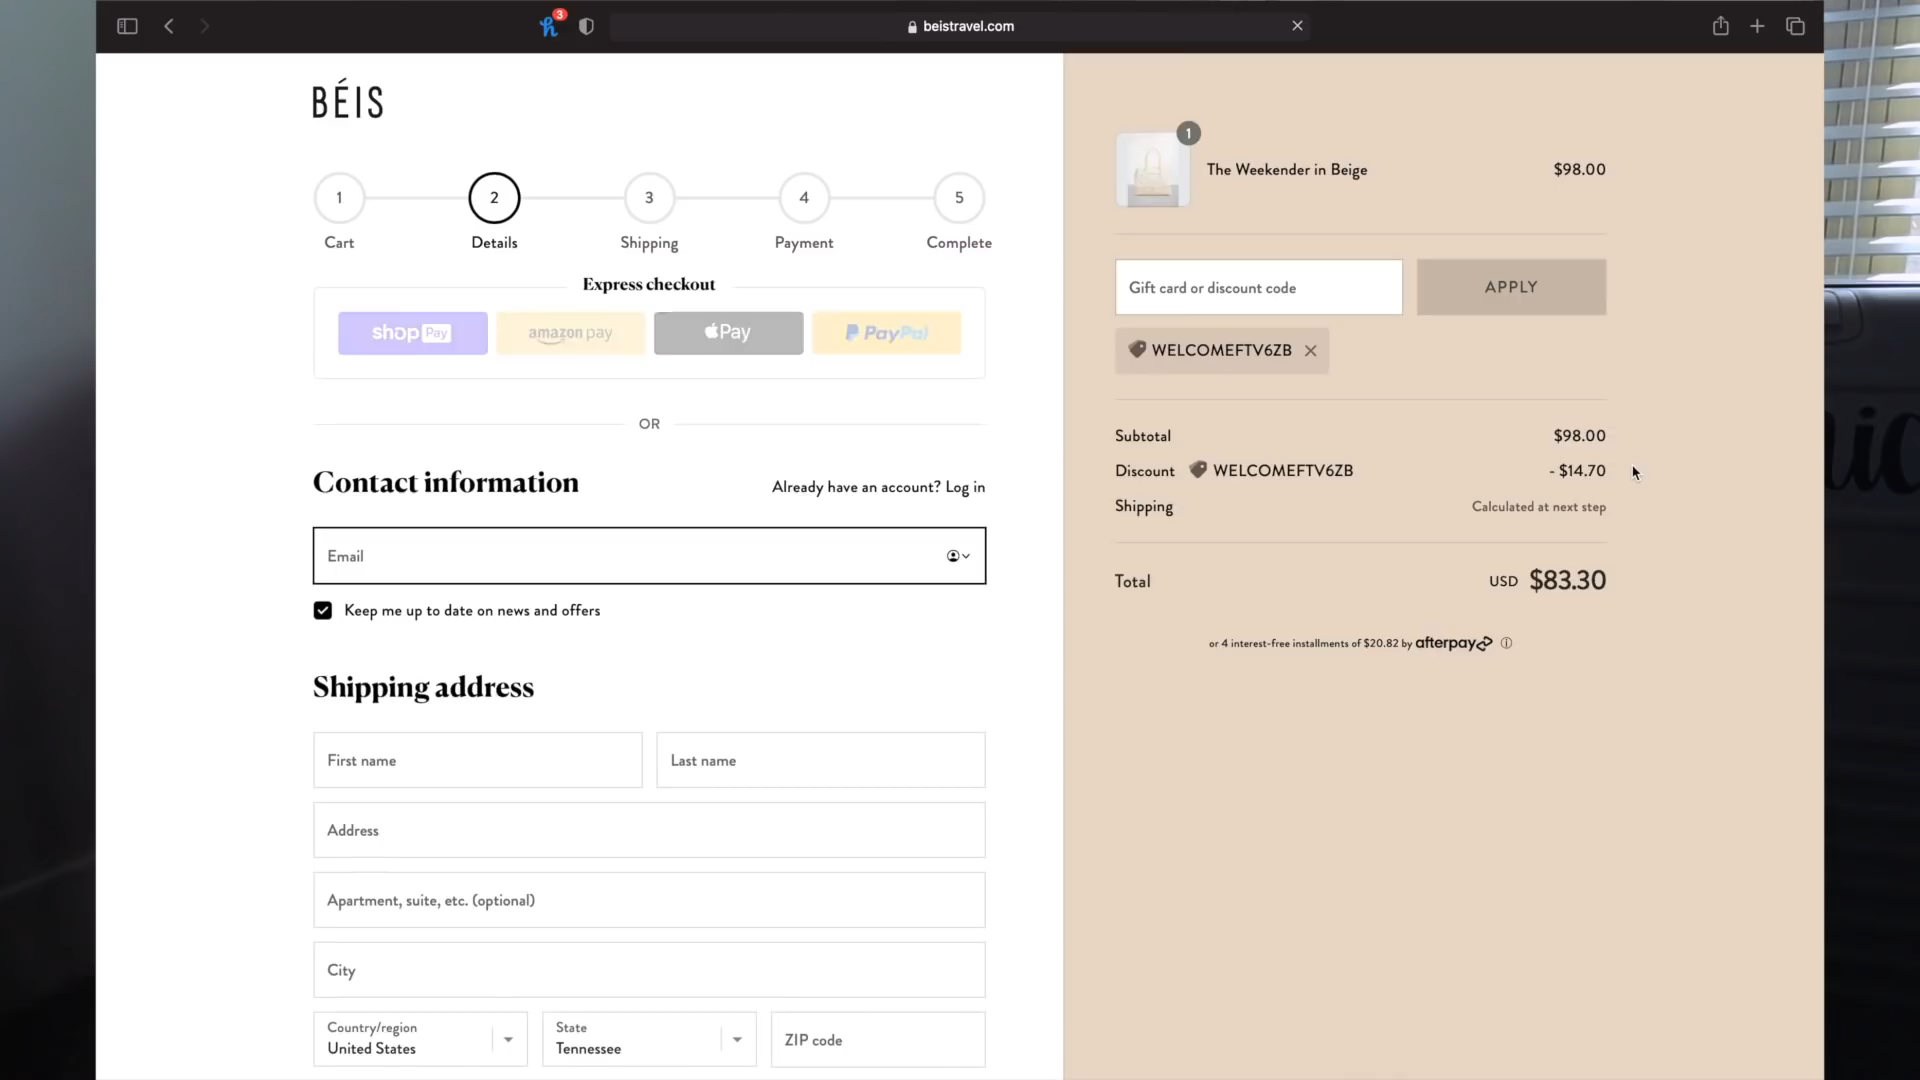 3
beistravel.com
BÉIS
1
2
3
4
5
Cart
Details
Shipping
Payment
Complete
Express checkout
shop Pay
amazon pay
Pay
PayPal
OR
Contact information
Already have an account? Log in
Email
Keep me up to date on news and offers
Shipping address
First name
Last name
Address
Apartment, suite, etc. (optional)
City
Country/region
United States
State
Tennessee
ZIP code
1
The Weekender in Beige
$98.00
Gift card or discount code
APPLY
WELCOMEFTV6ZB
Subtotal
$98.00
Discount WELCOMEFTV6ZB
- $14.70
Shipping
Calculated at next step
Total
USD $83.30
or 4 interest-free installments of $20.82 by afterpay